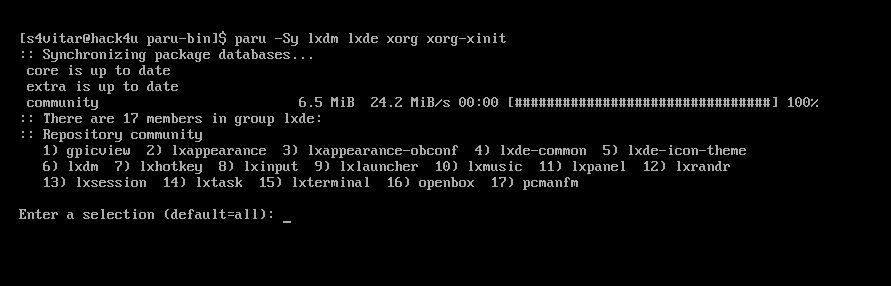 [s4vitar@hack4u paru-bin]$ paru -Sy lxdm lxde xorg xorg-xinit
:: Synchronizing package databases...
 core is up to date
 extra is up to date
 community                                6.5 MiB  24.2 MiB/s 00:00 [################################] 100%
:: There are 17 members in group lxde:
:: Repository community
   1) gpicview  2) lxappearance  3) lxappearance-obconf  4) lxde-common  5) lxde-icon-theme
   6) lxdm  7) lxhotkey  8) lxinput  9) lxlauncher  10) lxmusic  11) lxpanel  12) lxrandr
   13) lxsession  14) lxtask  15) lxterminal  16) openbox  17) pcmanfm

Enter a selection (default=all): _